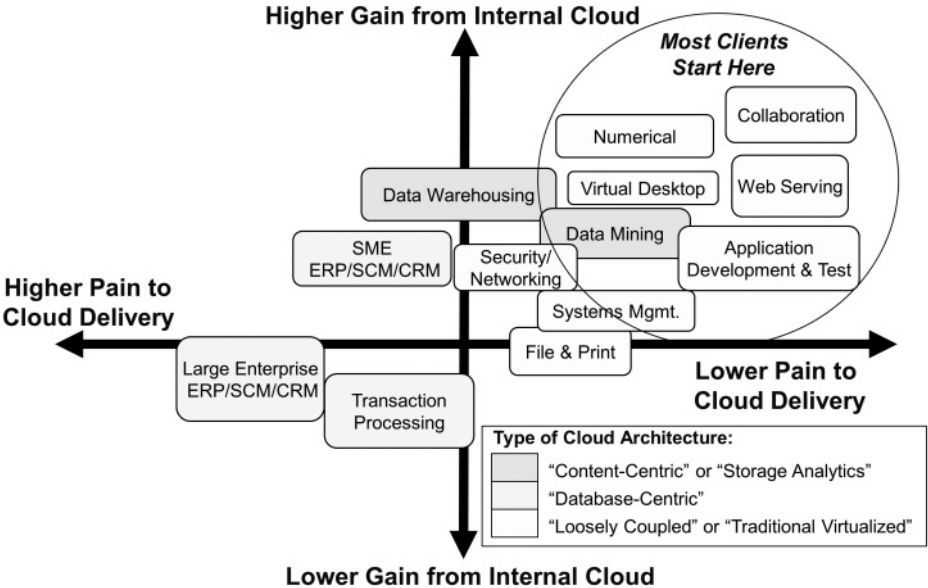 Higher Gain from Internal Cloud
Most Clients
Start Here
Collaboration
Numerical
Virtual Desktop
Web Serving
Data Warehousing
Data Mining
SME
ERP/SCM/CRM
Security/
Networking
Application
Development & Test
Higher Pain to
Cloud Delivery
Systems Mgmt.
File & Print
Large Enterprise
ERP/SCM/CRM
Lower Pain to
Cloud Delivery
Transaction
Processing
Type of Cloud Architecture:
“Content-Centric” or “Storage Analytics”
“Database-Centric”
“Loosely Coupled” or “Traditional Virtualized”
Lower Gain from Internal Cloud